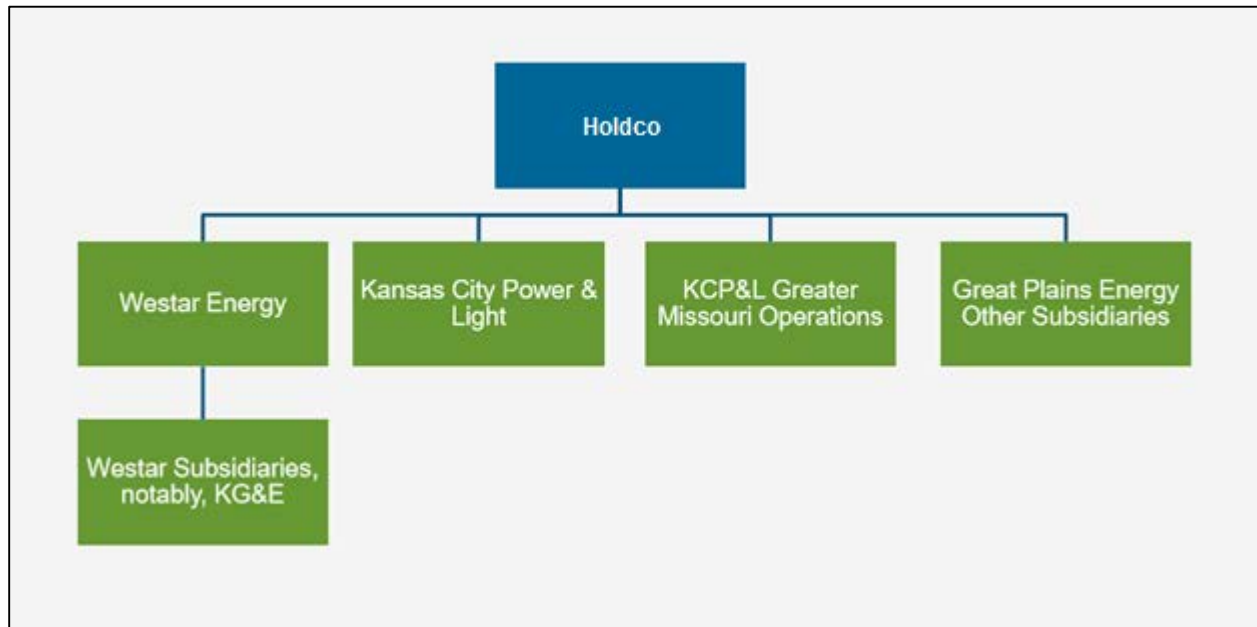 Holdco
Westar Energy
Kansas City Power &
Light
KCP&L Greater
Missouri Operations
Great Plains Energy
Other Subsidiaries
Westar Subsidiaries,
notably, KG&E